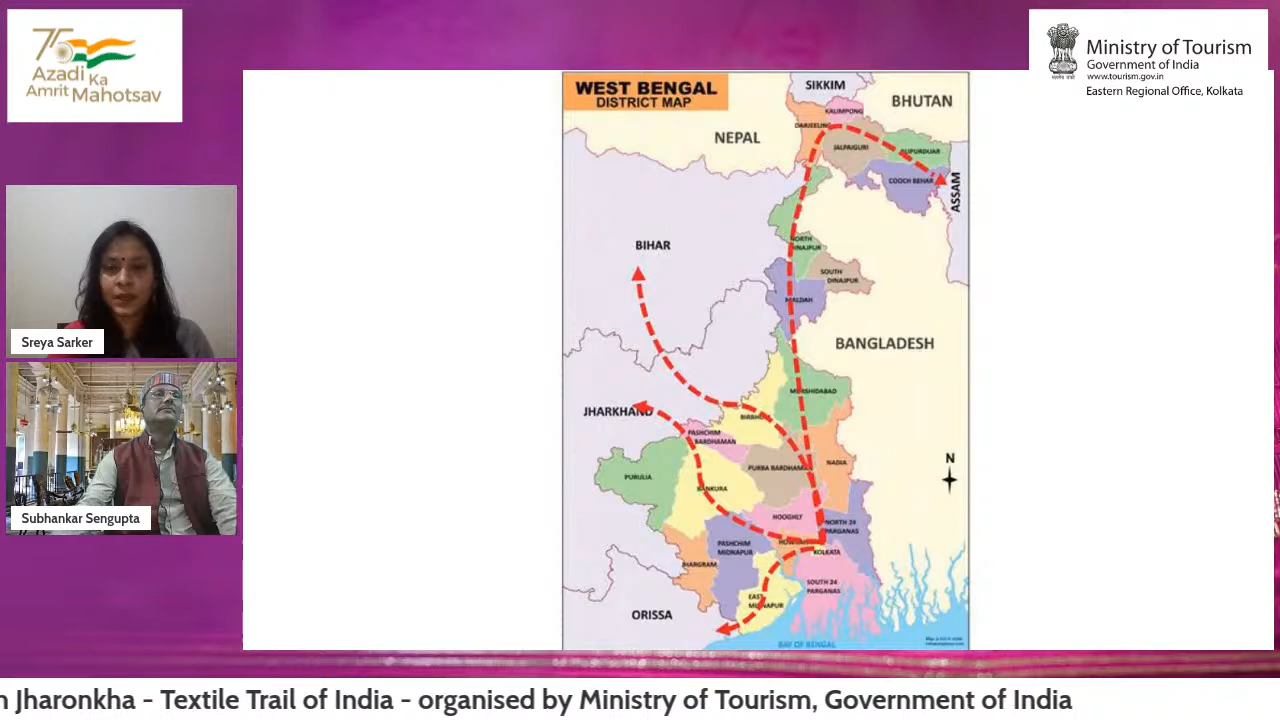 75
Azadi Ka
Amrit Mahotsav
Ministry of Tourism
Government of India
www.tourism.gov.in
Eastern Regional Office, Kolkata
WEST BENGAL
DISTRICT MAP
SIKKIM
BHUTAN
NEPAL
KALIMPONG
DARJEELING
JALPAIGURI
ALIPURDUAR
COOCH BEHAR
ASSAM
BIHAR
NORTH
DINAJPUR
SOUTH
DINAJPUR
MALDAH
BANGLADESH
MURSHIDABAD
JHARKHAND
BIRBHUM
PASHCHIM
BARDHAMAN
PURULIA
BANKURA
PURBA BARDHAMAN
NADIA
N
HOOGHLY
NORTH 24
PARGANAS
PASHCHIM
MIDNAPUR
HOWRAH
KOLKATA
JHARGRAM
SOUTH 24
PARGANAS
EAST
MIDNAPUR
ORISSA
BAY OF BENGAL
Sreya Sarker
Subhankar Sengupta
n Jharonkha - Textile Trail of India - organised by Ministry of Tourism, Government of India